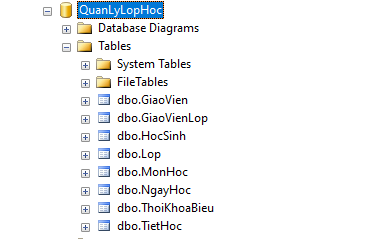 QuanLyLopHoc
Database Diagrams
Tables
System Tables
FileTables
dbo.GiaoVien
dbo.GiaoVienLop
dbo.HocSinh
dbo.Lop
dbo.MonHoc
dbo.NgayHoc
dbo.ThoiKhoaBieu
dbo.TietHoc